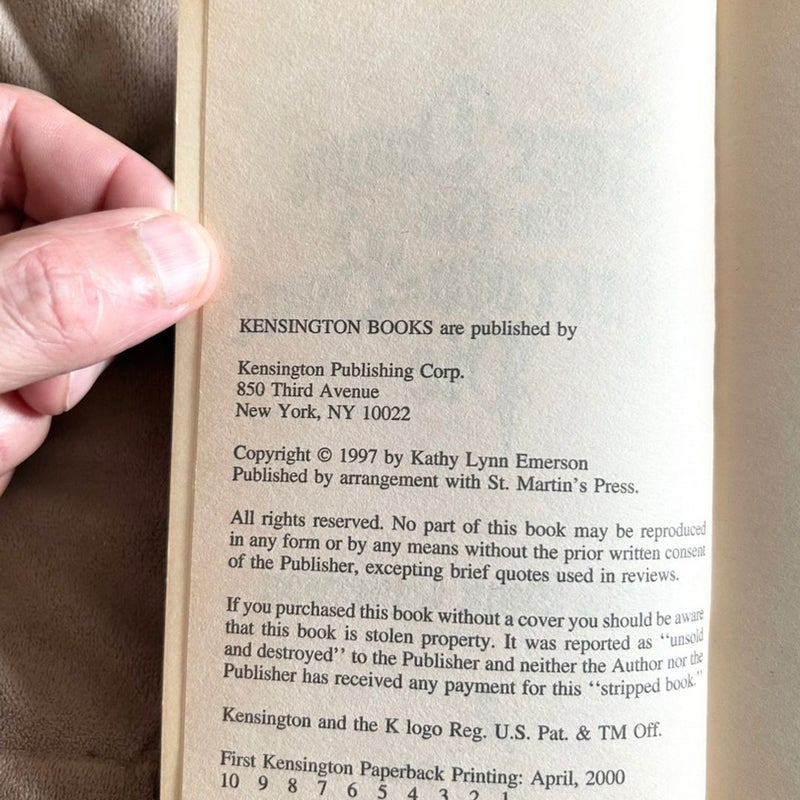 KENSINGTON BOOKS are published by
Kensington Publishing Corp.
850 Third Avenue
New York, NY 10022
Copyright © 1997 by Kathy Lynn Emerson
Published by arrangement with St. Martin's Press.
All rights reserved. No part of this book may be reproduced
in any form or by any means without the prior written consent
of the Publisher, excepting brief quotes used in reviews.
If you purchased this book without a cover you should be aware
that this book is stolen property. It was reported as “unsold
and destroyed” to the Publisher and neither the Author nor the
Publisher has received any payment for this “stripped book.”
Kensington and the K logo Reg. U.S. Pat. & TM Off.
First Kensington Paperback Printing: April, 2000
10 9 8 7 6 5 4 3 2 1